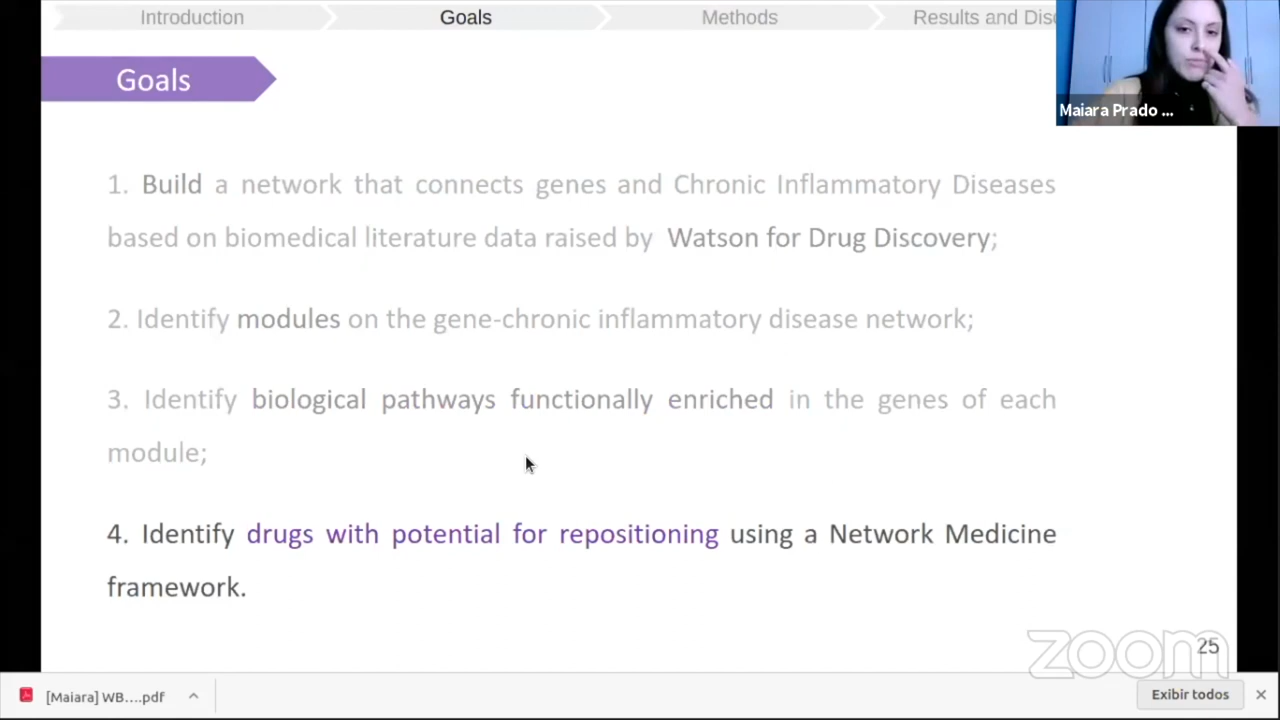 Introduction
Goals
Methods
Results and Disc
Goals
Maiara Prado ...
1. Build a network that connects genes and Chronic Inflammatory Diseases
based on biomedical literature data raised by Watson for Drug Discovery;
2. Identify modules on the gene-chronic inflammatory disease network;
3. Identify biological pathways functionally enriched in the genes of each
module;
4. Identify drugs with potential for repositioning using a Network Medicine
framework.
zoom
25
[Maiara] WB....pdf
Exibir todos